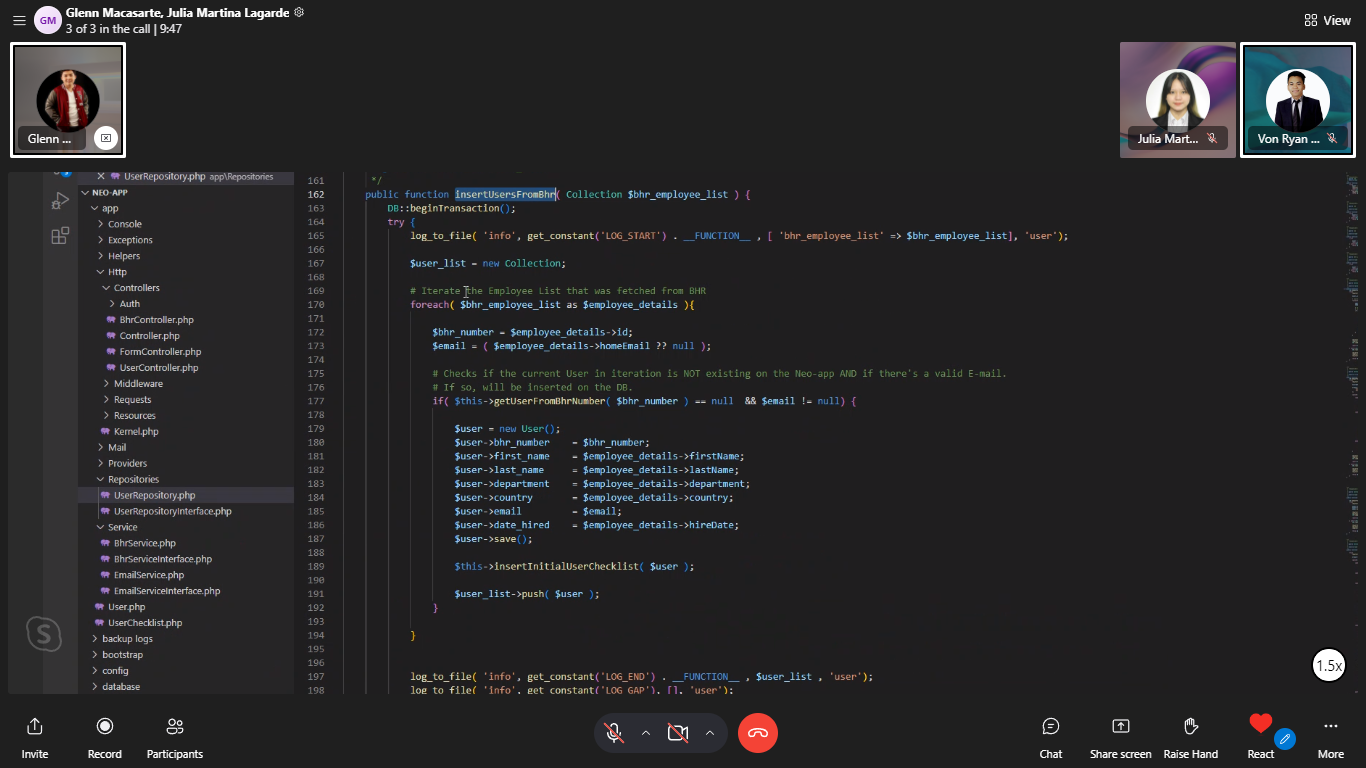 Glenn Macasarte, Julia Martina Lagarde
GM
3 of 3 in the call | 9:47
View
Glenn ...
Julia Mart...
Von Ryan ...
UserRepository.php app\Repositories
NEO-APP
app
Console
Exceptions
Helpers
Http
Controllers
Auth
BhrController.php
Controller.php
FormController.php
UserController.php
Middleware
Requests
Resources
Kernel.php
Mail
Providers
Repositories
UserRepository.php
UserRepositoryInterface.php
Service
BhrService.php
BhrServiceInterface.php
EmailService.php
EmailServiceInterface.php
User.php
UserChecklist.php
backup logs
bootstrap
config
database
161 */
162 public function insertUsersFromBhr( Collection $bhr_employee_list ) {
163 DB::beginTransaction();
164 try {
165 log_to_file( 'info', get_constant('LOG_START') . __FUNCTION__ , [ 'bhr_employee_list' => $bhr_employee_list], 'user');
166
167 $user_list = new Collection;
168
169 # Iterate the Employee List that was fetched from BHR
170 foreach( $bhr_employee_list as $employee_details ){
171
172 $bhr_number = $employee_details->id;
173 $email = ( $employee_details->homeEmail ?? null );
174
175 # Checks if the current User in iteration is NOT existing on the Neo-app AND if there's a valid E-mail.
176 # If so, will be inserted on the DB.
177 if( $this->getUserFromBhrNumber( $bhr_number ) == null && $email != null) {
178
179 $user = new User();
180 $user->bhr_number = $bhr_number;
181 $user->first_name = $employee_details->firstName;
182 $user->last_name = $employee_details->lastName;
183 $user->department = $employee_details->department;
184 $user->country = $employee_details->country;
185 $user->email = $email;
186 $user->date_hired = $employee_details->hireDate;
187 $user->save();
188
189 $this->insertInitialUserChecklist( $user );
190
191 $user_list->push( $user );
192 }
193
194 }
195
196
197 log_to_file( 'info', get_constant('LOG_END') . __FUNCTION__ , $user_list , 'user');
198 log_to_file( 'info', get_constant('LOG_GAP'), [], 'user');
1.5x
Invite
Record
Participants
Chat
Share screen
Raise Hand
React
More